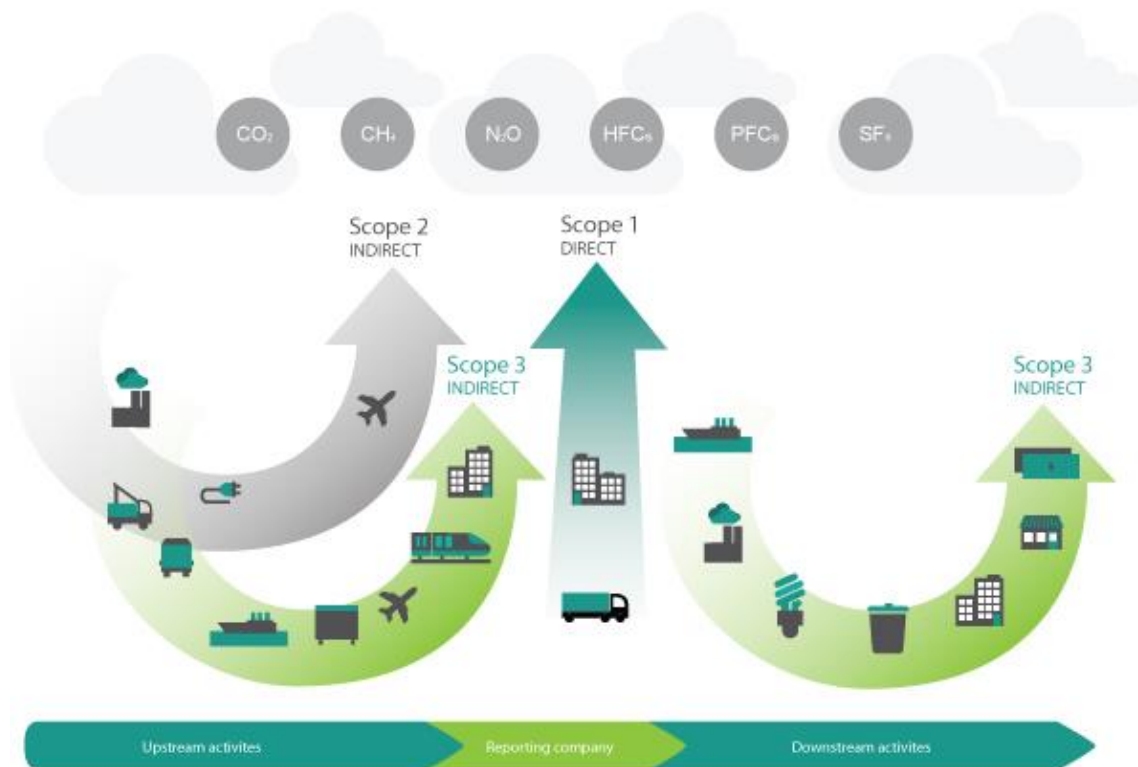 CO₂
CH₄
N₂O
HFCₛ
PFCₛ
SF₆
Scope 2
INDIRECT
Scope 1
DIRECT
Scope 3
INDIRECT
Scope 3
INDIRECT
Upstream activites
Reporting company
Downstream activites